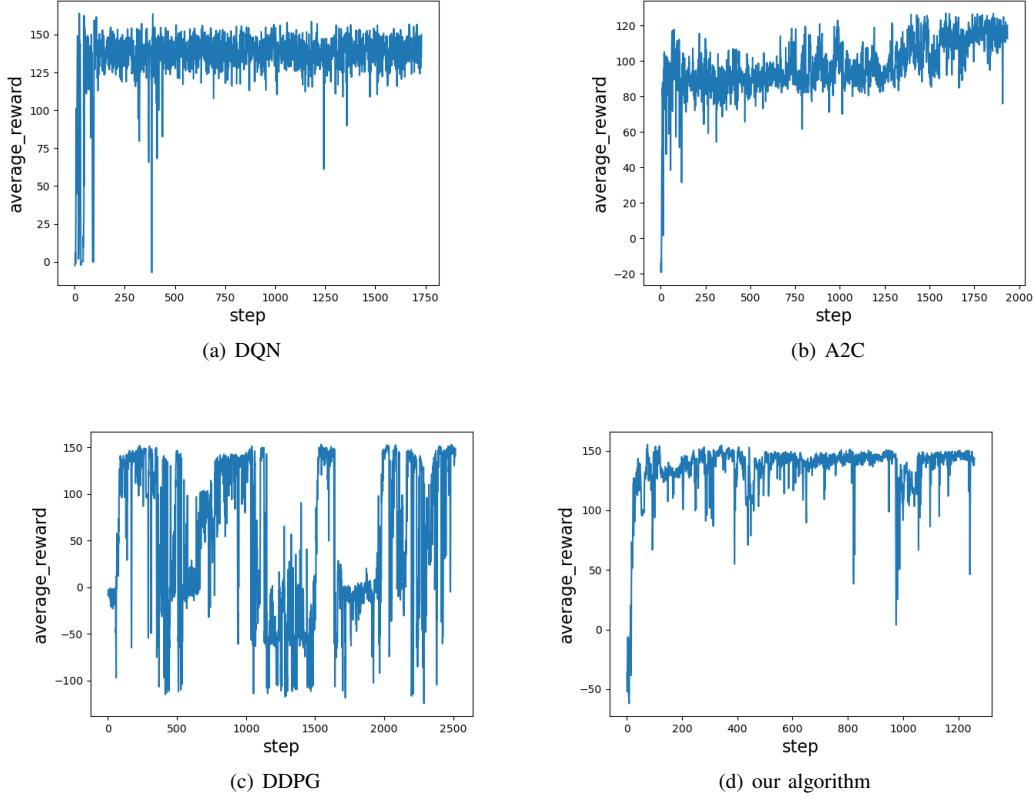 150
125
100
75
50
25
0
average_reward
0 250 500 750 1000 1250 1500 1750
step
(a) DQN
120
100
80
60
40
20
0
−20
average_reward
0 250 500 750 1000 1250 1500 1750 2000
step
(b) A2C
150
100
50
0
−50
−100
average_reward
0 500 1000 1500 2000 2500
step
(c) DDPG
150
100
50
0
−50
average_reward
0 200 400 600 800 1000 1200
step
(d) our algorithm